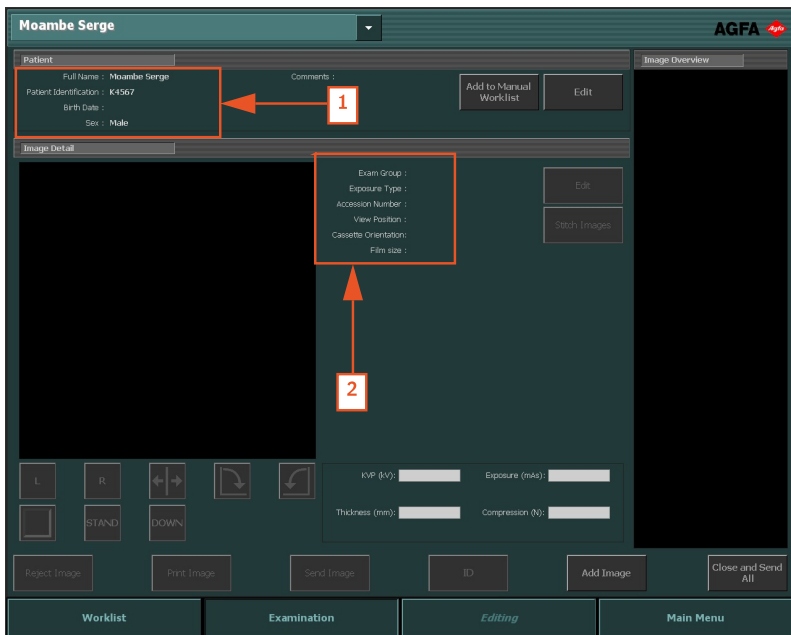 Moambe Serge
AGFA Agfa
Patient
Full Name : Moambe Serge
Patient Identification : K4567
Birth Date :
Sex : Male
Comments :
Add to Manual
Worklist
Edit
1
Image Overview
Image Detail
Exam Group :
Exposure Type :
Accession Number :
View Position :
Cassette Orientation:
Film size :
Edit
Stitch Images
2
L
R
STAND
DOWN
KVP (kV):
Exposure (mAs):
Thickness (mm):
Compression (N):
Reject Image
Print Image
Send Image
ID
Add Image
Close and Send
All
Worklist
Examination
Editing
Main Menu